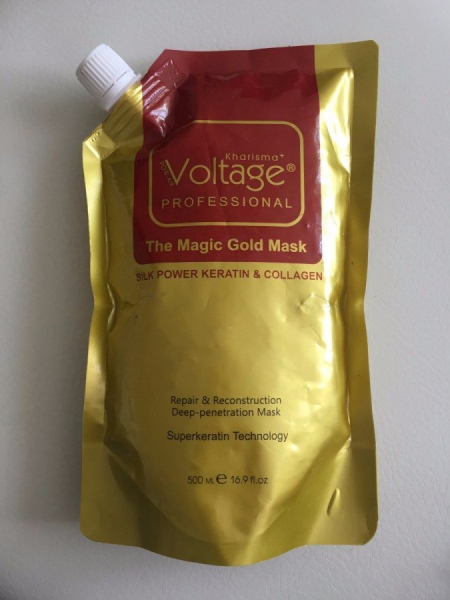 Kharisma
Voltage®
PROFESSIONAL
The Magic Gold Mask
SILK POWER KERATIN & COLLAGEN
Repair & Reconstruction
Deep-penetration Mask
Superkeratin Technology
500 ML e 16.9 fl.oz